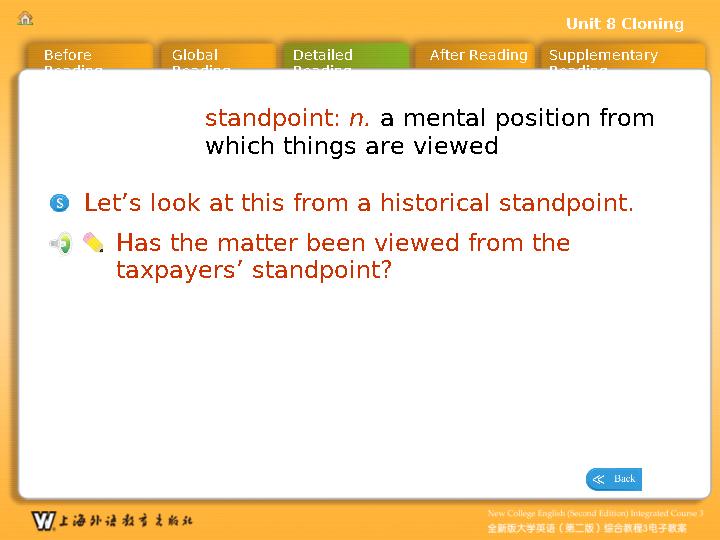 Unit 8 Cloning
Before Reading
Global Reading
Detailed Reading
After Reading
Supplementary Reading
standpoint: n. a mental position from
which things are viewed
S Let’s look at this from a historical standpoint.
Has the matter been viewed from the
taxpayers’ standpoint?
≪ Back
W 上海外语教育出版社
New College English (Second Edition) Integrated Course 3
全新版大学英语（第二版）综合教程3电子教案